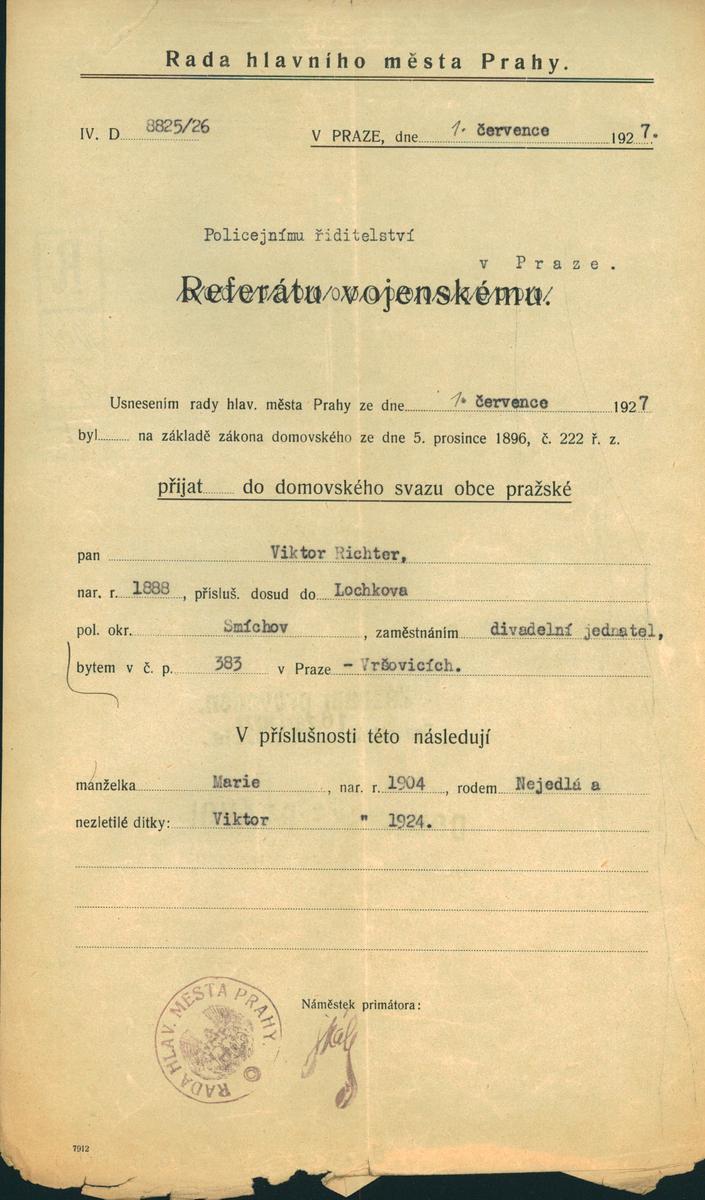 Rada hlavního města Prahy.
IV. D 8825/26 V PRAZE, dne 1. července 1927.
Policejnímu řiditelství
v Praze.
Referátu vojenskému.
Usnesením rady hlav. města Prahy ze dne 1. července 1927
byl na základě zákona domovského ze dne 5. prosince 1896, č. 222 ř. z.
přijat do domovského svazu obce pražské
pan Viktor Richter,
nar. r. 1888, přísluš. dosud do Lochkova
pol. okr. Smíchov, zaměstnáním divadelní jednatel,
bytem v č. p. 383 v Praze - Vršovicích.
V příslušnosti této následují
manželka Marie, nar. r. 1904, rodem Nejedlá a
nezletilé dítky: Viktor " 1924.
Náměstek primátora:
RADA HLAV. MĚSTA PRAHY.
7912